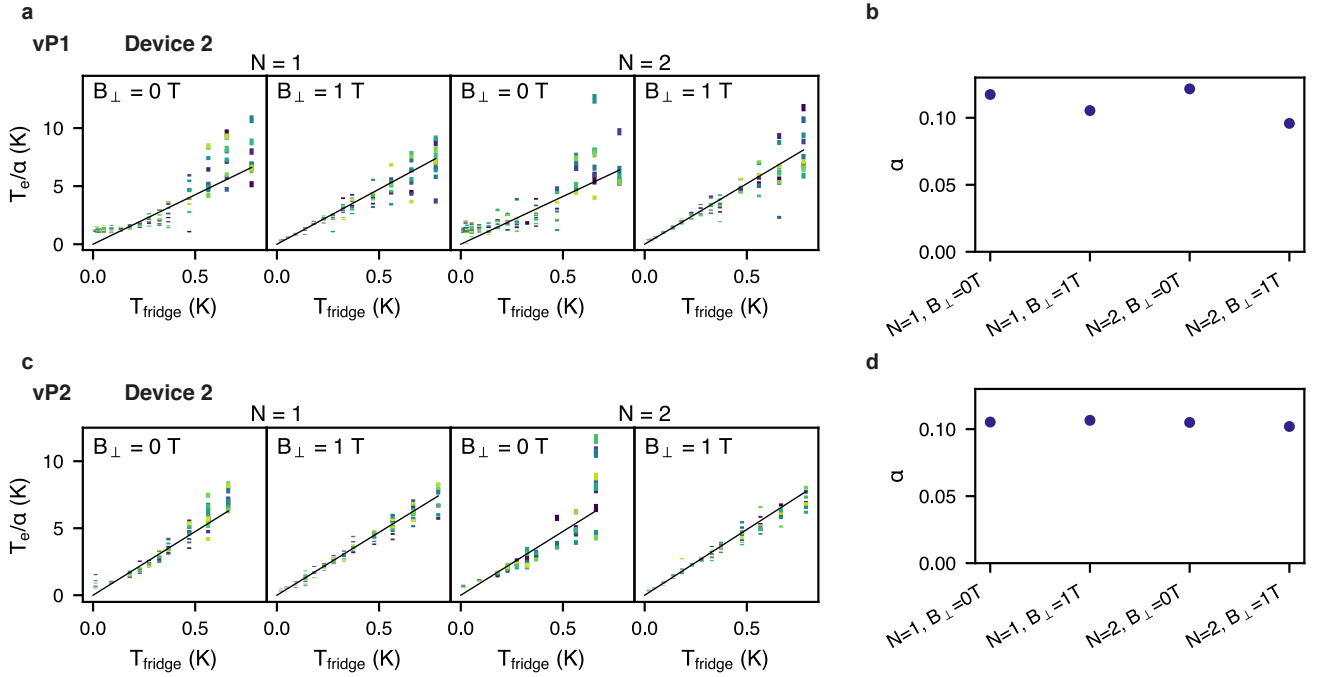 a
vP1 Device 2
N = 1 N = 2
B⊥ = 0 T B⊥ = 1 T B⊥ = 0 T B⊥ = 1 T
Te/α (K)
10
5
0
0.0 0.5 0.0 0.5 0.0 0.5 0.0 0.5
Tfridge (K) Tfridge (K) Tfridge (K) Tfridge (K)
b
α
0.10
0.05
0.00
N=1, B⊥=0T
N=1, B⊥=1T
N=2, B⊥=0T
N=2, B⊥=1T
c
vP2 Device 2
N = 1 N = 2
B⊥ = 0 T B⊥ = 1 T B⊥ = 0 T B⊥ = 1 T
Te/α (K)
10
5
0
0.0 0.5 0.0 0.5 0.0 0.5 0.0 0.5
Tfridge (K) Tfridge (K) Tfridge (K) Tfridge (K)
d
α
0.10
0.05
0.00
N=1, B⊥=0T
N=1, B⊥=1T
N=2, B⊥=0T
N=2, B⊥=1T